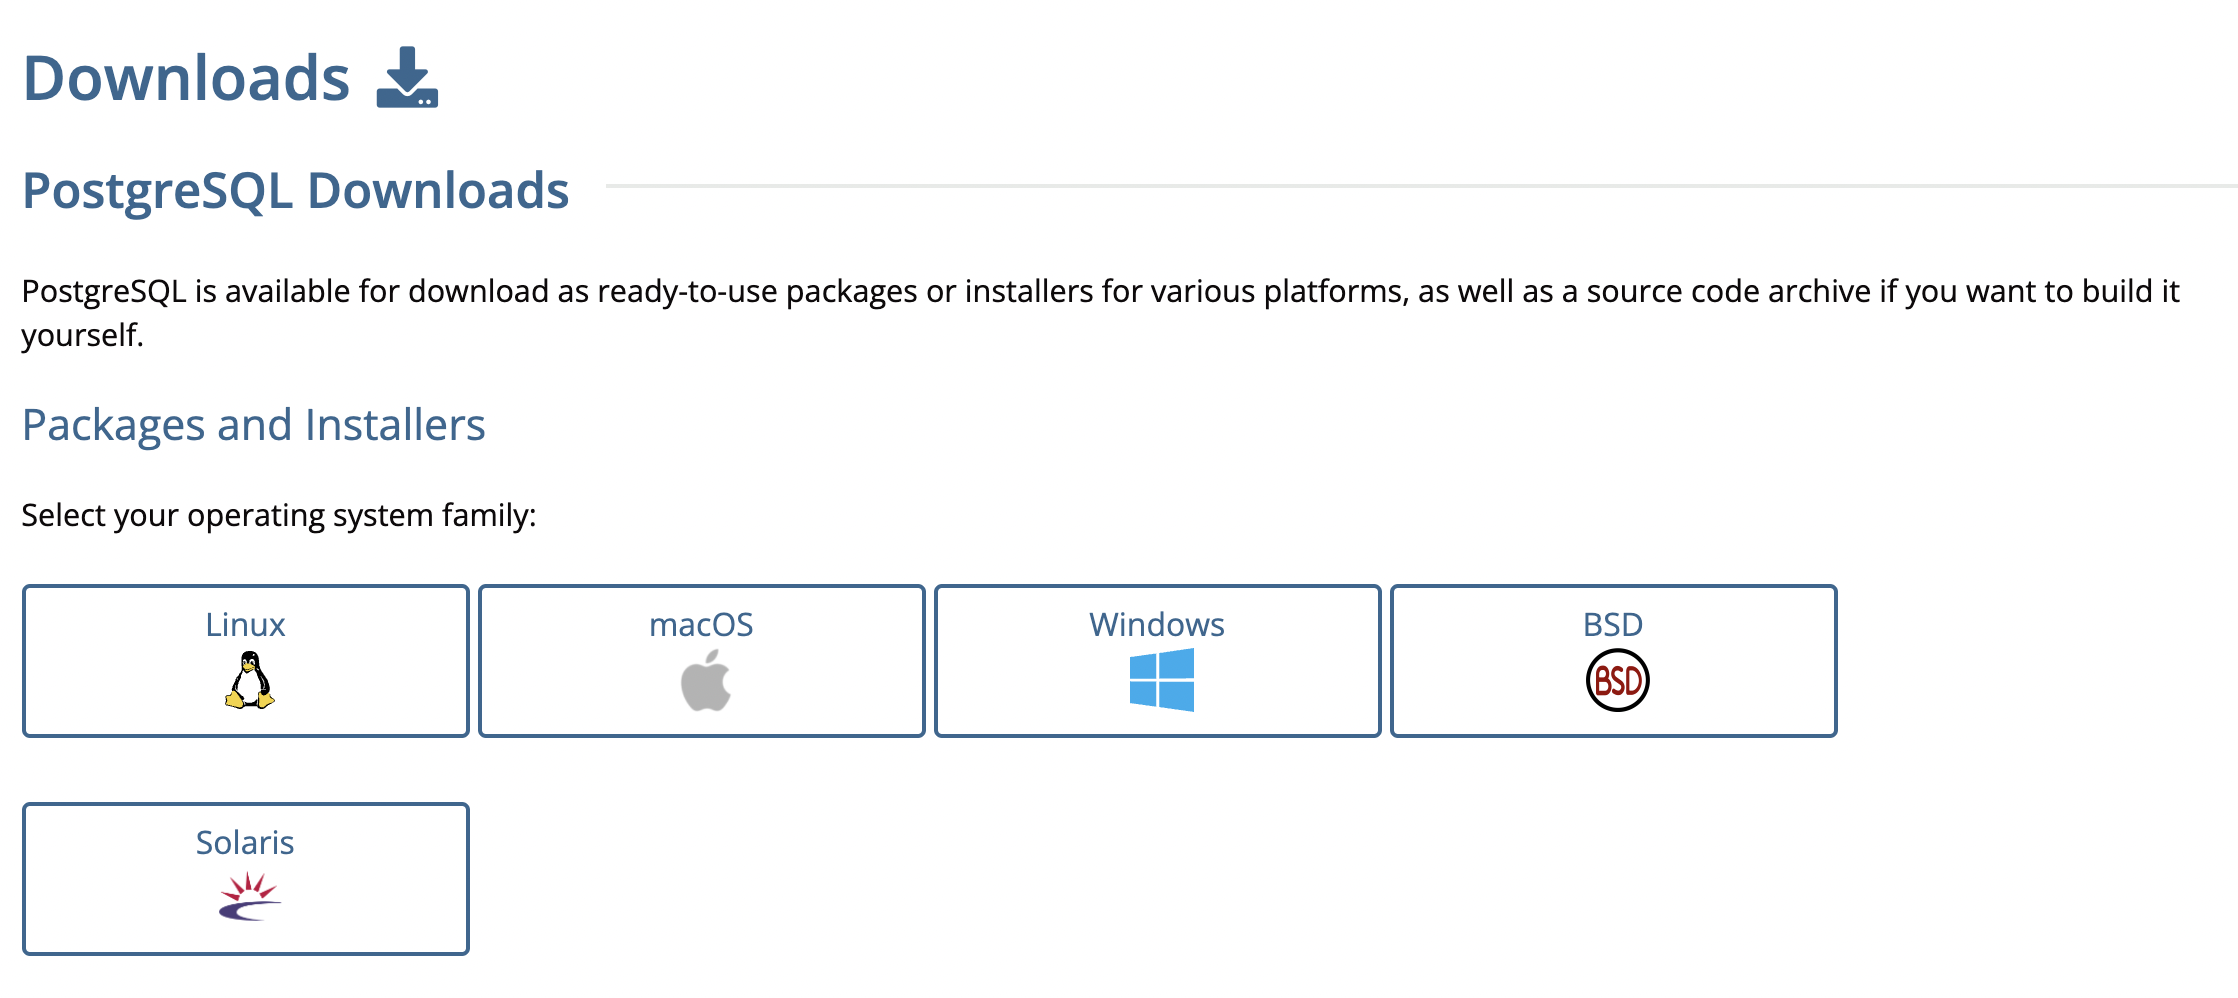 Downloads
PostgreSQL Downloads
PostgreSQL is available for download as ready-to-use packages or installers for various platforms, as well as a source code archive if you want to build it
yourself.
Packages and Installers
Select your operating system family:
Linux
macOS
Windows
BSD
BSD
Solaris